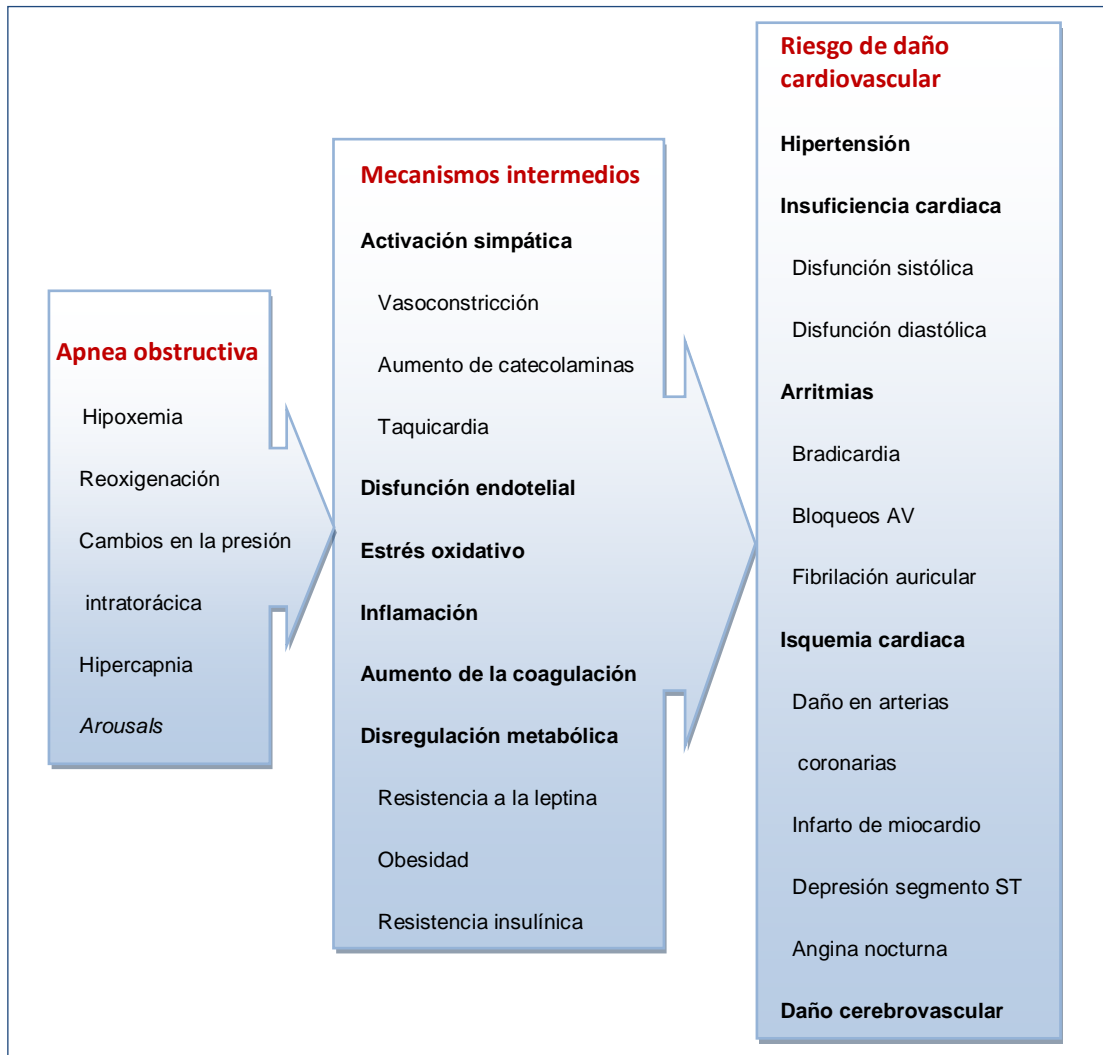 Apnea obstructiva
Hipoxemia
Reoxigenación
Cambios en la presión
intratorácica
Hipercapnia
Arousals
Mecanismos intermedios
Activación simpática
Vasoconstricción
Aumento de catecolaminas
Taquicardia
Disfunción endotelial
Estrés oxidativo
Inflamación
Aumento de la coagulación
Disregulación metabólica
Resistencia a la leptina
Obesidad
Resistencia insulínica
Riesgo de daño
cardiovascular
Hipertensión
Insuficiencia cardiaca
Disfunción sistólica
Disfunción diastólica
Arritmias
Bradicardia
Bloqueos AV
Fibrilación auricular
Isquemia cardiaca
Daño en arterias
coronarias
Infarto de miocardio
Depresión segmento ST
Angina nocturna
Daño cerebrovascular